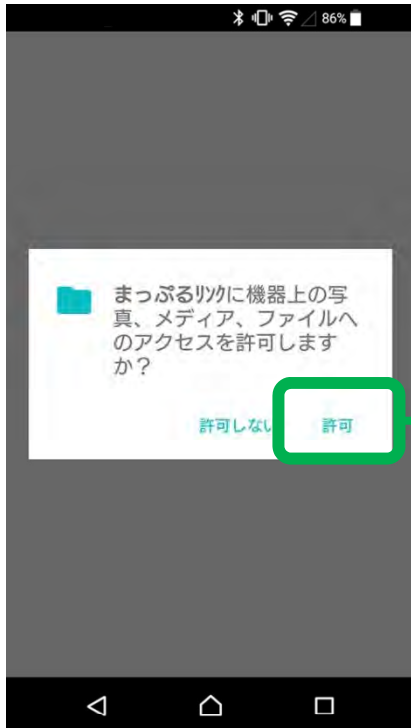 86%
まっぷるリンクに機器上の写
真、メディア、ファイルへ
のアクセスを許可します
か？
許可しない 許可